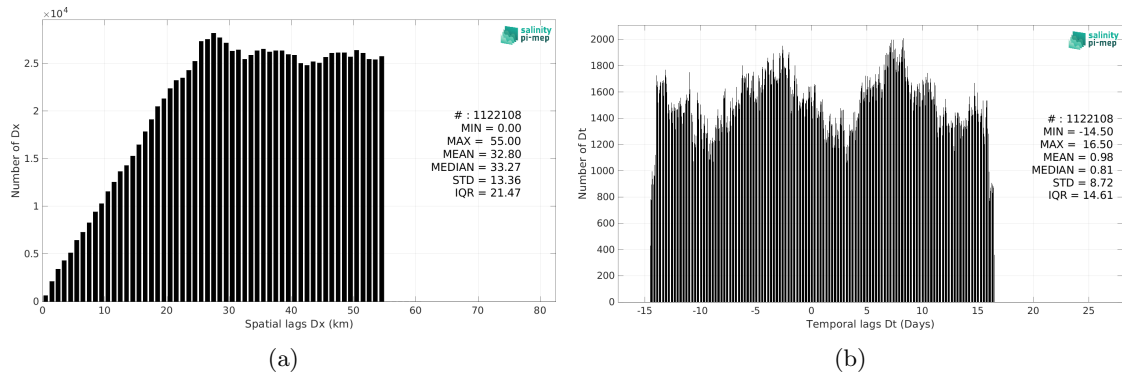 ×10⁴
salinity
pi-mep
2.5
2
1.5
1
0.5
0
Number of Dx
# : 1122108
MIN = 0.00
MAX = 55.00
MEAN = 32.80
MEDIAN = 33.27
STD = 13.36
IQR = 21.47
0 10 20 30 40 50 60 70 80
Spatial lags Dx (km)
(a)
salinity
pi-mep
2000
1800
1600
1400
1200
1000
800
600
400
200
0
Number of Dt
# : 1122108
MIN = -14.50
MAX = 16.50
MEAN = 0.98
MEDIAN = 0.81
STD = 8.72
IQR = 14.61
-15 -10 -5 0 5 10 15 20 25
Temporal lags Dt (Days)
(b)